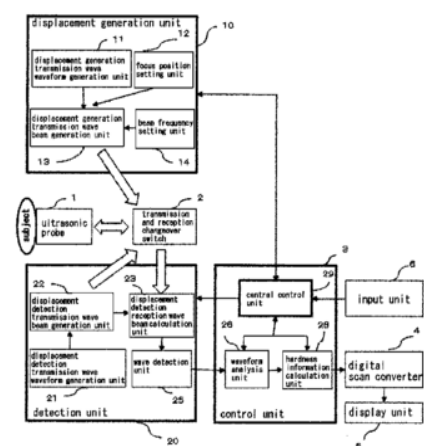 displacement generation unit
12
10
11
displacement generation
transmission wave
waveform generation unit
focus position
setting unit
displacement generation
transmission wave
beam generation unit
beam frequency
setting unit
13
14
1
2
subject
ultrasonic
probe
transmission
and reception
changeover
switch
3
22
23
29
6
displacement detection
transmission wave
beam generation unit
displacement
detection
reception wave
beam calculation
unit
central control
unit
input unit
26
28
4
displacement
detection
transmission wave
waveform generation unit
wave detection
unit
waveform
analysis
unit
hardness
information
calculation
unit
digital
scan converter
21
25
detection unit
control unit
display unit
20
5